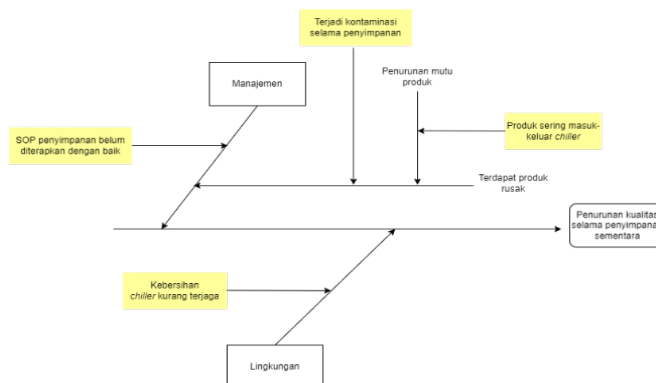 Terjadi kontaminasi
selama penyimpanan
Manajemen
Penurunan mutu
produk
SOP penyimpanan belum
diterapkan dengan baik
Produk sering masuk-
keluar chiller
Terdapat produk
rusak
Penurunan kualitas
selama penyimpanan
sementara
Kebersihan
chiller kurang terjaga
Lingkungan